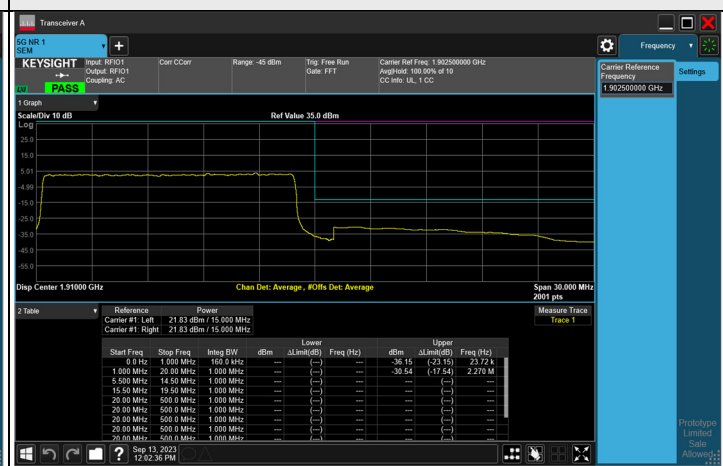 Transceiver A
5G NR 1
SEM
Frequency
KEYSIGHT
Input: RFIO1
Output: RFIO1
Coupling: AC
Corr CCorr
Range: -45 dBm
Trig: Free Run
Gate: FFT
Carrier Ref Freq: 1.902500000 GHz
Avg|Hold: 100.00% of 10
CC Info: UL, 1 CC
LV
PASS
Carrier Reference
Frequency
1.902500000 GHz
Settings
1 Graph
Scale/Div 10 dB
Ref Value 35.0 dBm
Log
25.0
15.0
5.01
-4.99
-15.0
-25.0
-35.0
-45.0
-55.0
Disp Center 1.91000 GHz
Chan Det: Average , #Offs Det: Average
Span 30.000 MHz
2001 pts
2 Table
Reference Power
Carrier #1: Left 21.83 dBm / 15.000 MHz
Carrier #1: Right 21.83 dBm / 15.000 MHz
Measure Trace
Trace 1
Lower Upper
Start Freq Stop Freq Integ BW dBm ΔLimit(dB) Freq (Hz) dBm ΔLimit(dB) Freq (Hz)
0.0 Hz 1.000 MHz 160.0 kHz --- (---) --- -36.15 (-23.15) 23.72 k
1.000 MHz 20.00 MHz 1.000 MHz --- (---) --- -30.54 (-17.54) 2.270 M
5.500 MHz 14.50 MHz 1.000 MHz --- (---) --- --- (---) ---
15.50 MHz 19.50 MHz 1.000 MHz --- (---) --- --- (---) ---
20.00 MHz 500.0 MHz 1.000 MHz --- (---) --- --- (---) ---
20.00 MHz 500.0 MHz 1.000 MHz --- (---) --- --- (---) ---
20.00 MHz 500.0 MHz 1.000 MHz --- (---) --- --- (---) ---
20.00 MHz 500.0 MHz 1.000 MHz --- (---) --- --- (---) ---
Sep 13, 2023
12:02:36 PM
Prototype
Limited
Sale
Allowed